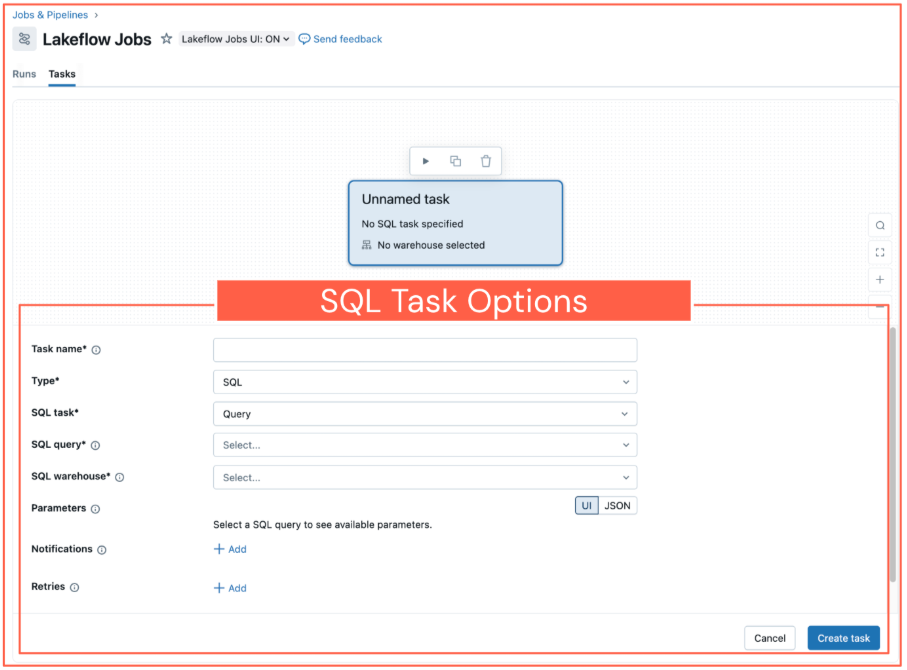 Jobs & Pipelines >
Lakeflow Jobs Lakeflow Jobs UI: ON Send feedback
Runs Tasks
Unnamed task
No SQL task specified
No warehouse selected
SQL Task Options
Task name*
Type* SQL
SQL task* Query
SQL query* Select...
SQL warehouse* Select...
Parameters UI JSON
Select a SQL query to see available parameters.
Notifications + Add
Retries + Add
Cancel Create task